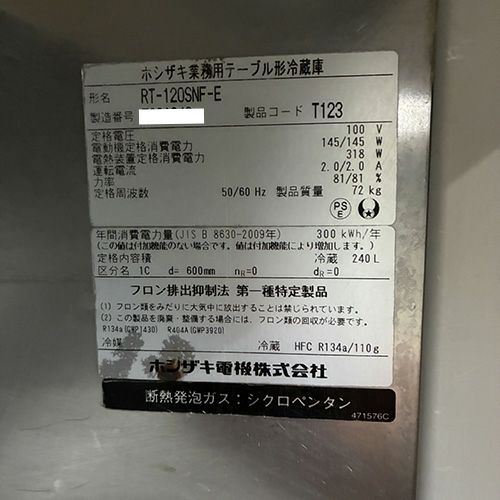 ホシザキ業務用テーブル形冷蔵庫
形名 RT-120SNF-E
製造番号 製品コード T123
定格電圧 100 V
電動機定格消費電力 145/145 W
電熱装置定格消費電力 318 W
運転電流 2.0/2.0 A
力率 81/81 %
定格周波数 50/60 Hz 製品質量 72 kg
PS
E
年間消費電力量(JIS B 8630-2009年) 300 kWh/年
(この値は付加機能のない場合です。値は付加機能により増加します。)
定格内容積 冷蔵 240L
区分名 1C d= 600mm nR=0 dR=0
フロン排出抑制法 第一種特定製品
(1) フロン類をみだりに大気中に放出することは禁じられています。
(2) この製品を廃棄・整備する場合には、フロン類の回収が必要です。
R134a(GWP1430) R404A(GWP3920)
冷媒 冷蔵 HFC R134a/110g
ホシザキ電機株式会社
断熱発泡ガス:シクロペンタン
471576C